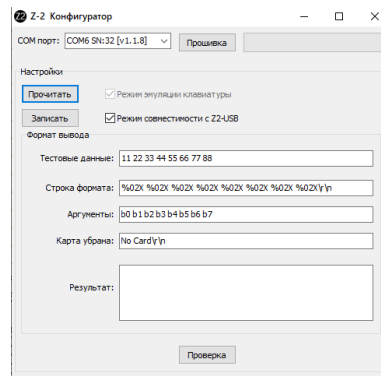 Z2 Z-2 Конфигуратор
COM порт: COM6 SN:32 [v1.1.8] Прошивка
Настройки
Прочитать Режим эмуляции клавиатуры
Записать Режим совместимости с Z2-USB
Формат вывода
Тестовые данные: 11 22 33 44 55 66 77 88
Строка формата: %02X %02X %02X %02X %02X %02X %02X %02X\r\n
Аргументы: b0 b1 b2 b3 b4 b5 b6 b7
Карта убрана: No Card\r\n
Результат:
Проверка